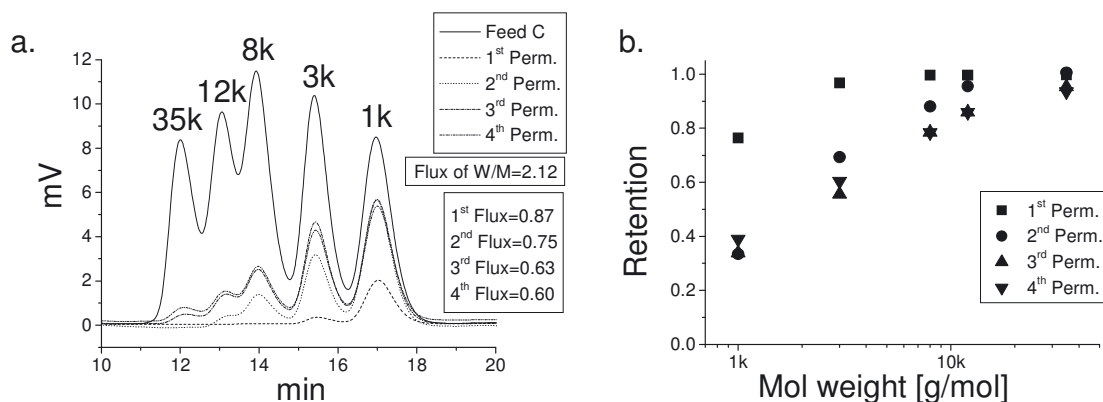 a.
12
10
8
6
4
2
0
mV
10 12 14 16 18 20
min
35k
12k
8k
3k
1k
Feed C
1st Perm.
2nd Perm.
3rd Perm.
4th Perm.
Flux of W/M=2.12
1st Flux=0.87
2nd Flux=0.75
3rd Flux=0.63
4th Flux=0.60
b.
1.0
0.8
0.6
0.4
0.2
0.0
Retention
1k 10k
Mol weight [g/mol]
1st Perm.
2nd Perm.
3rd Perm.
4th Perm.